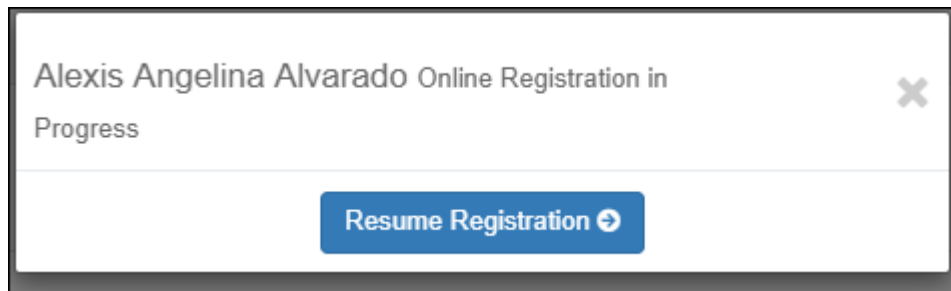 Alexis Angelina Alvarado Online Registration in
Progress
Resume Registration